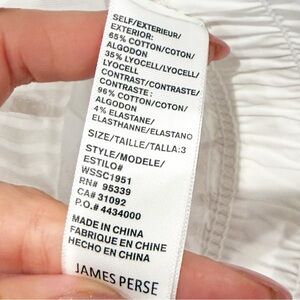 SELF/EXTERIEUR/
EXTERIOR:
65% COTTON/COTON/
ALGODON
35% LYOCELL/LYOCELL/
LYOCELL
CONTRAST/CONTRASTE/
CONTRASTE:
96% COTTON/COTON/
ALGODON
4% ELASTANE/
ELASTHANNE/ELASTANO
SIZE/TAILLE/TALLA:3
STYLE/MODELE/
ESTILO#
WSSC1951
RN# 95339
CA# 31092
P.O.# 4434000
MADE IN CHINA
FABRIQUE EN CHINE
HECHO EN CHINA
JAMES PERSE